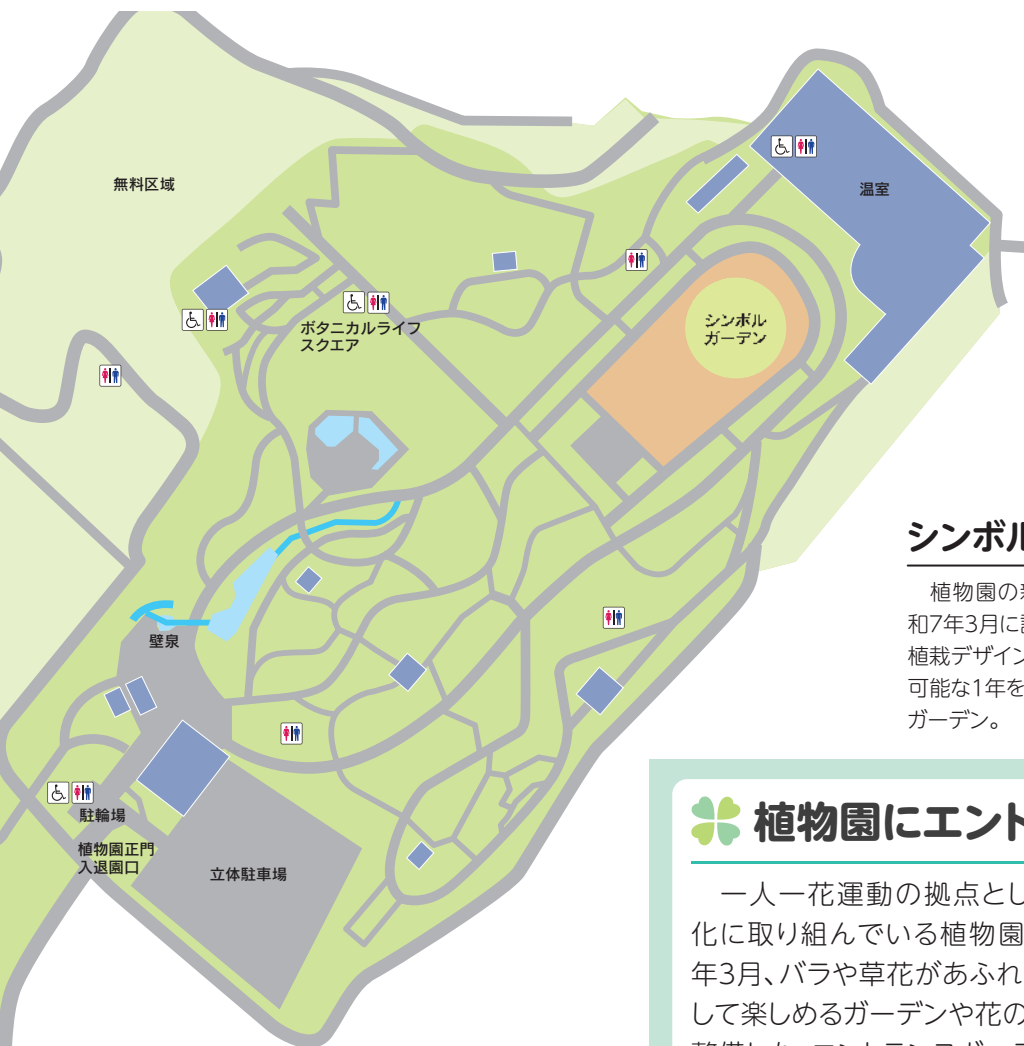 無料区域
温室
シンボル
ガーデン
ボタニカルライフ
スクエア
壁泉
駐輪場
植物園正門
入退園口
立体駐車場
シンボル
植物園の
和7年3月に
植栽デザイン
可能な1年を
ガーデン。
植物園にエント
一人一花運動の拠点とし
化に取り組んでいる植物園
年3月、バラや草花があふれ
して楽しめるガーデンや花の